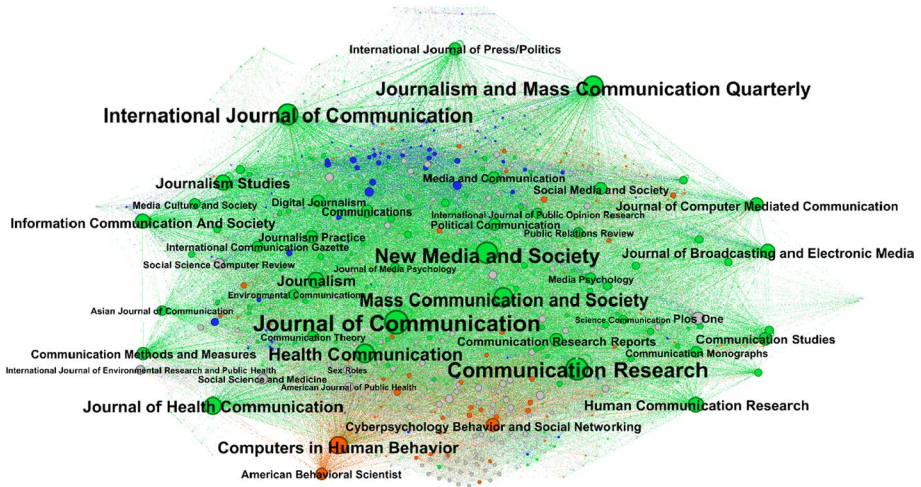 International Journal of Press/Politics
Journalism and Mass Communication Quarterly
International Journal of Communication
Media and Communication
Journalism Studies
Social Media and Society
Media Culture and Society
Digital Journalism
Journal of Computer Mediated Communication
Communications
International Journal of Public Opinion Research
Information Communication And Society
Political Communication
Public Relations Review
Journalism Practice
International Communication Gazette
Journal of Broadcasting and Electronic Media
New Media and Society
Social Science Computer Review
Journal of Media Psychology
Journalism
Media Psychology
Environmental Communication
Mass Communication and Society
Asian Journal of Communication
Science Communication
Plos One
Journal of Communication
Communication Theory
Communication Research Reports
Communication Studies
Communication Methods and Measures
Health Communication
Communication Monographs
International Journal of Environmental Research and Public Health
Sex Roles
Communication Research
Social Science and Medicine
American Journal of Public Health
Journal of Health Communication
Human Communication Research
Cyberpsychology Behavior and Social Networking
Computers in Human Behavior
American Behavioral Scientist